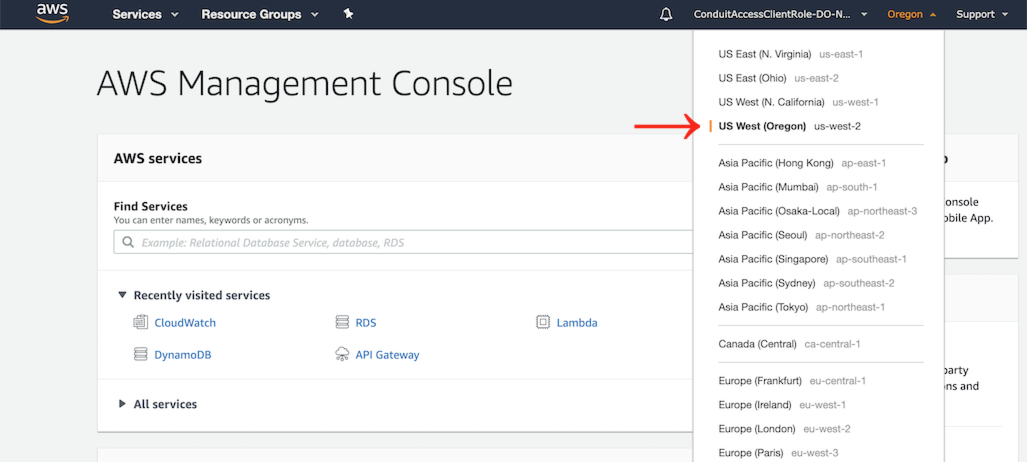 aws
Services
Resource Groups
ConduitAccessClientRole-DO-N...
Oregon
Support
AWS Management Console
AWS services
Find Services
You can enter names, keywords or acronyms.
Example: Relational Database Service, database, RDS
Recently visited services
CloudWatch
RDS
Lambda
DynamoDB
API Gateway
All services
US East (N. Virginia) us-east-1
US East (Ohio) us-east-2
US West (N. California) us-west-1
US West (Oregon) us-west-2
Asia Pacific (Hong Kong) ap-east-1
Asia Pacific (Mumbai) ap-south-1
Asia Pacific (Osaka-Local) ap-northeast-3
Asia Pacific (Seoul) ap-northeast-2
Asia Pacific (Singapore) ap-southeast-1
Asia Pacific (Sydney) ap-southeast-2
Asia Pacific (Tokyo) ap-northeast-1
Canada (Central) ca-central-1
Europe (Frankfurt) eu-central-1
Europe (Ireland) eu-west-1
Europe (London) eu-west-2
Europe (Paris) eu-west-3
onsole
obile App.
arty
ns and